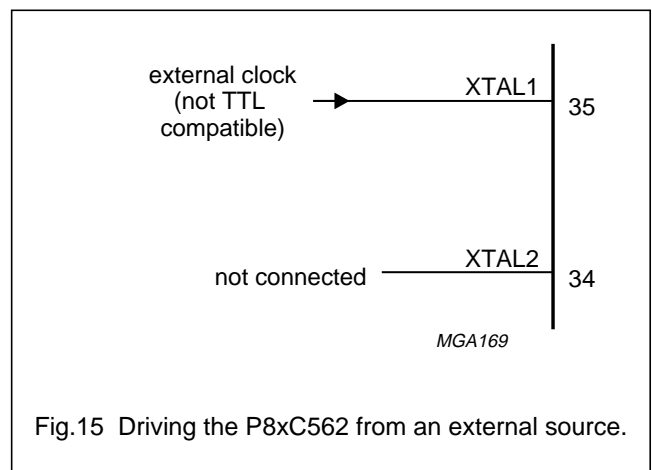 external clock
(not TTL
compatible)
XTAL1
35
XTAL2
not connected
34
MGA169
Fig.15 Driving the P8xC562 from an external source.